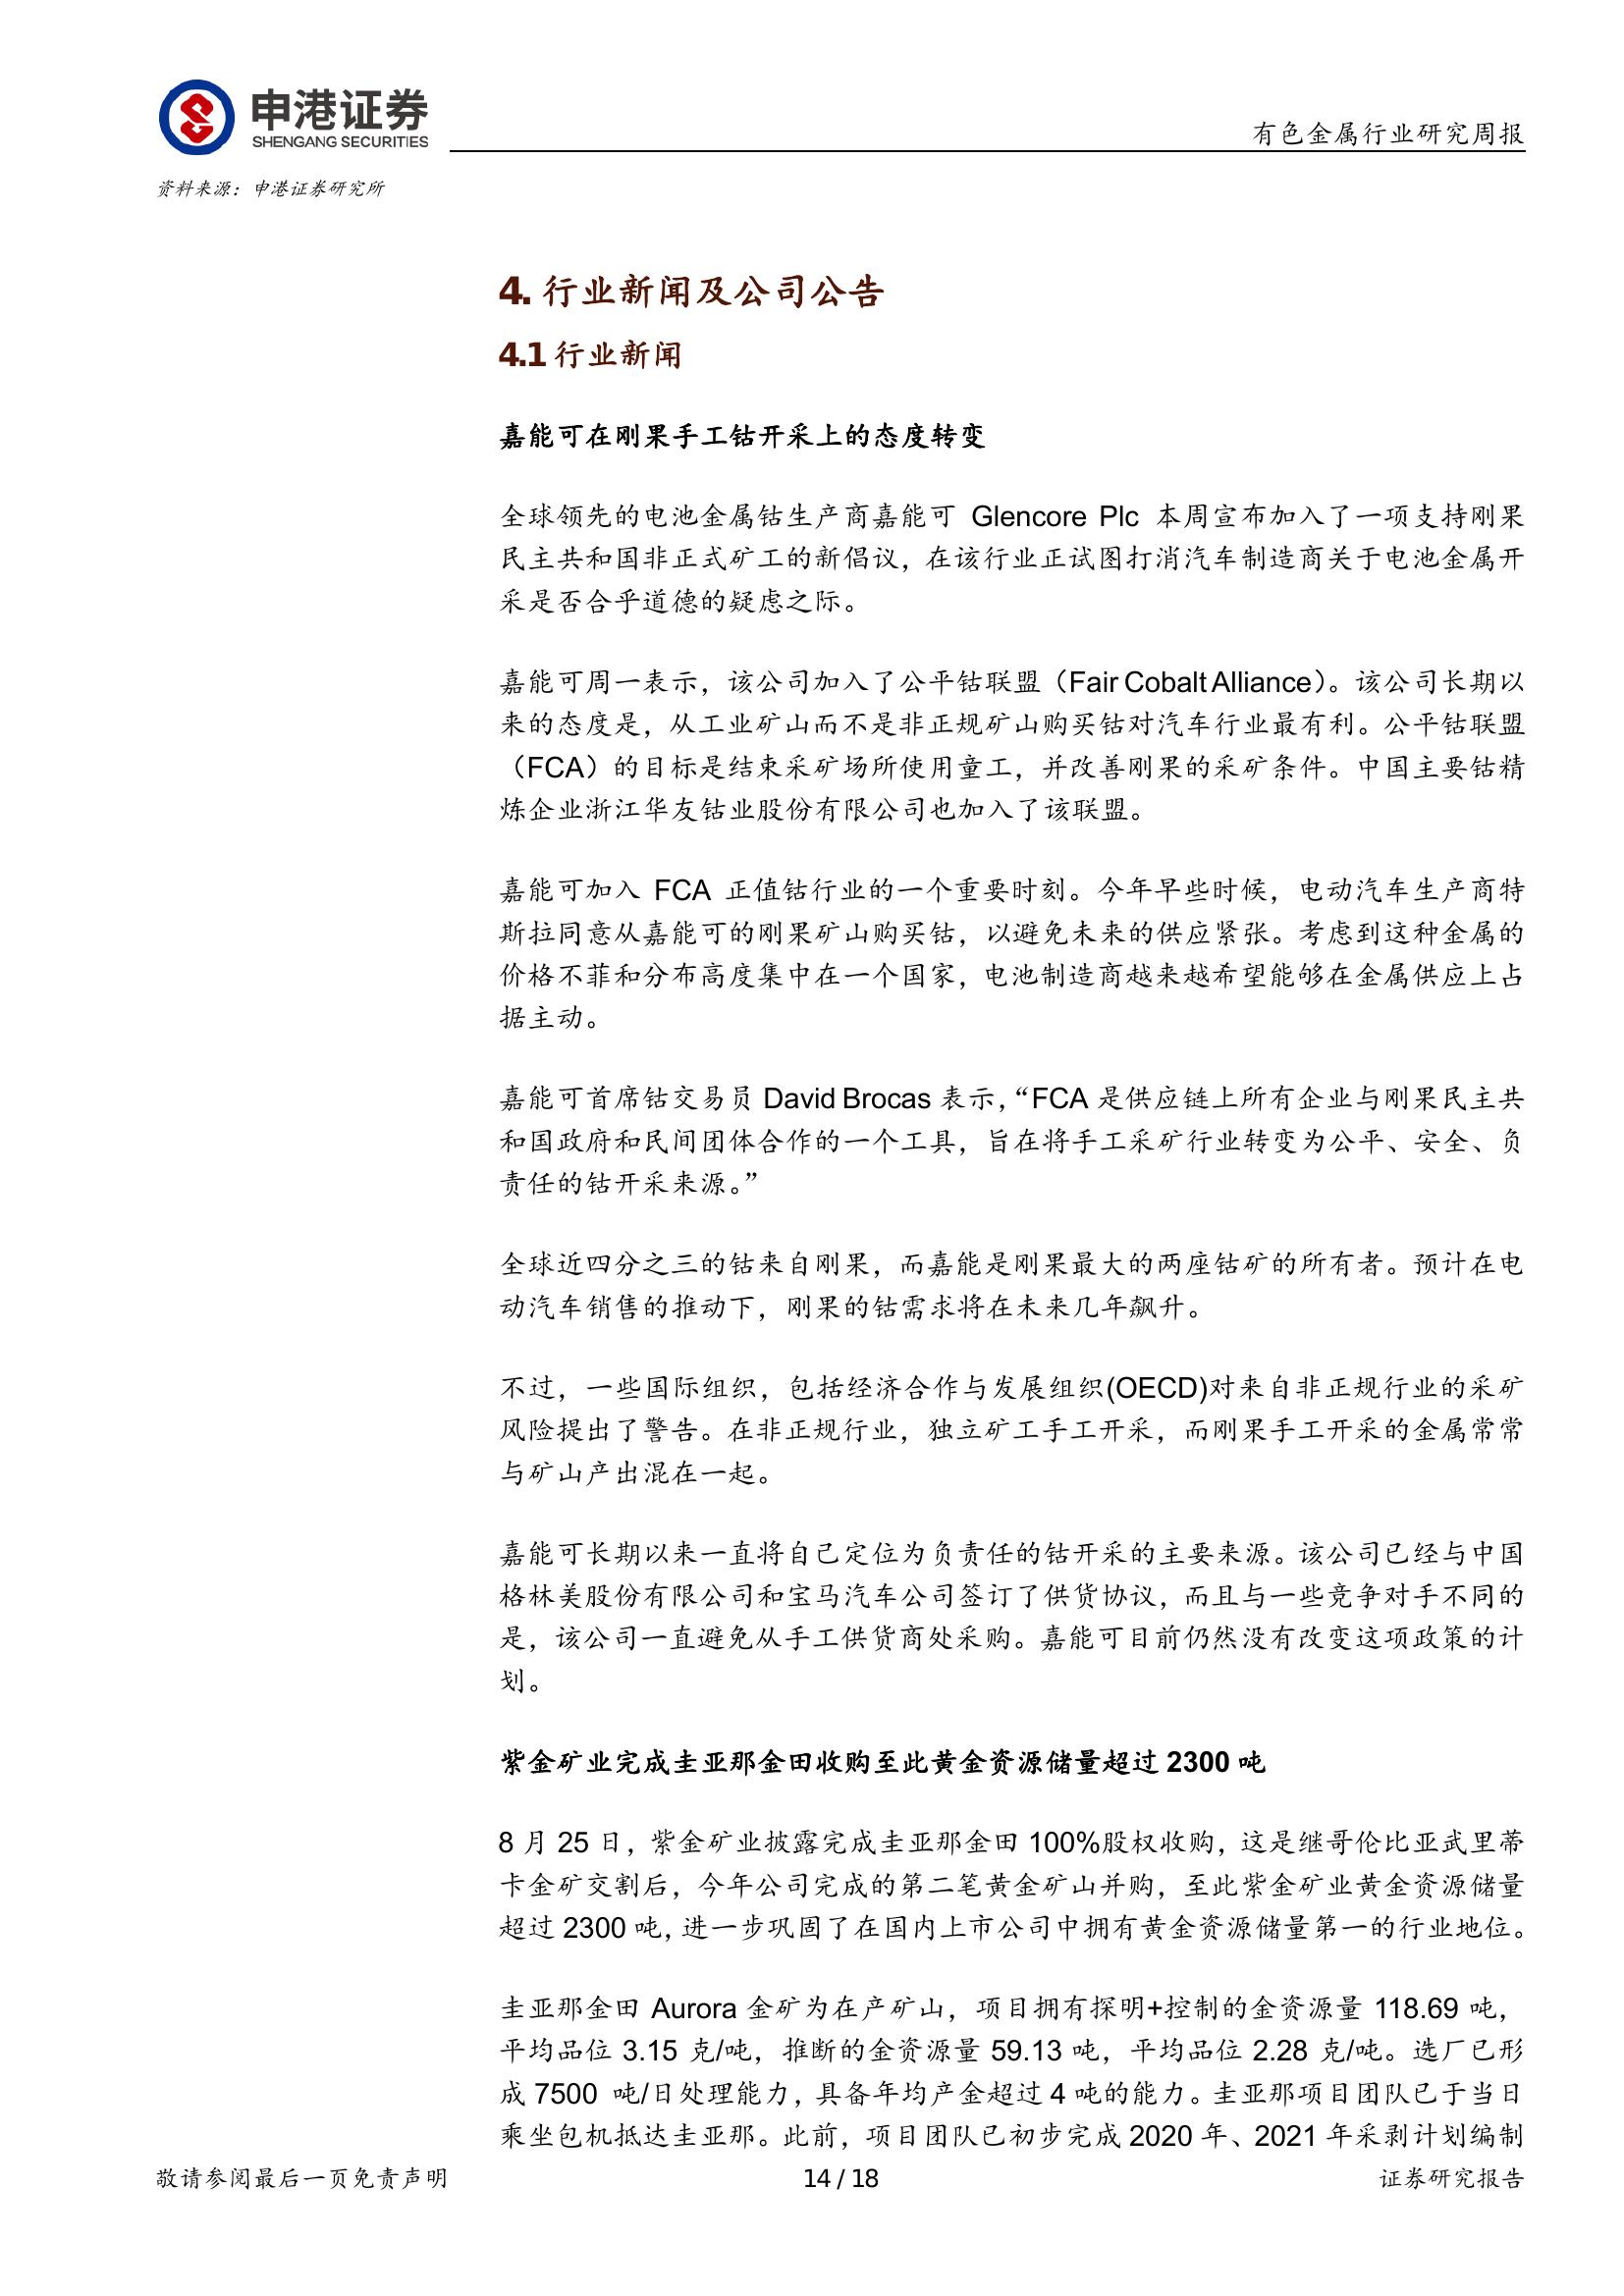 申港证券
SHENGANG SECURITIES
有色金属行业研究周报
资料来源：申港证券研究所
4. 行业新闻及公司公告
4.1 行业新闻
嘉能可在刚果手工钴开采上的态度转变
全球领先的电池金属钴生产商嘉能可 Glencore Plc 本周宣布加入了一项支持刚果
民主共和国非正式矿工的新倡议，在该行业正试图打消汽车制造商关于电池金属开
采是否合乎道德的疑虑之际。
嘉能可周一表示，该公司加入了公平钴联盟（Fair Cobalt Alliance）。该公司长期以
来的态度是，从工业矿山而不是非正规矿山购买钴对汽车行业最有利。公平钴联盟
（FCA）的目标是结束采矿场所使用童工，并改善刚果的采矿条件。中国主要钴精
炼企业浙江华友钴业股份有限公司也加入了该联盟。
嘉能可加入 FCA 正值钴行业的一个重要时刻。今年早些时候，电动汽车生产商特
斯拉同意从嘉能可的刚果矿山购买钴，以避免未来的供应紧张。考虑到这种金属的
价格不菲和分布高度集中在一个国家，电池制造商越来越希望能够在金属供应上占
据主动。
嘉能可首席钴交易员 David Brocas 表示，“FCA 是供应链上所有企业与刚果民主共
和国政府和民间团体合作的一个工具，旨在将手工采矿行业转变为公平、安全、负
责任的钴开采来源。”
全球近四分之三的钴来自刚果，而嘉能是刚果最大的两座钴矿的所有者。预计在电
动汽车销售的推动下，刚果的钴需求将在未来几年飙升。
不过，一些国际组织，包括经济合作与发展组织(OECD)对来自非正规行业的采矿
风险提出了警告。在非正规行业，独立矿工手工开采，而刚果手工开采的金属常常
与矿山产出混在一起。
嘉能可长期以来一直将自己定位为负责任的钴开采的主要来源。该公司已经与中国
格林美股份有限公司和宝马汽车公司签订了供货协议，而且与一些竞争对手不同的
是，该公司一直避免从手工供货商处采购。嘉能可目前仍然没有改变这项政策的计
划。
紫金矿业完成圭亚那金田收购至此黄金资源储量超过 2300 吨
8 月 25 日，紫金矿业披露完成圭亚那金田 100%股权收购，这是继哥伦比亚武里蒂
卡金矿交割后，今年公司完成的第二笔黄金矿山并购，至此紫金矿业黄金资源储量
超过 2300 吨，进一步巩固了在国内上市公司中拥有黄金资源储量第一的行业地位。
圭亚那金田 Aurora 金矿为在产矿山，项目拥有探明+控制的金资源量 118.69 吨，
平均品位 3.15 克/吨，推断的金资源量 59.13 吨，平均品位 2.28 克/吨。选厂已形
成 7500 吨/日处理能力，具备年均产金超过 4 吨的能力。圭亚那项目团队已于当日
乘坐包机抵达圭亚那。此前，项目团队已初步完成 2020 年、2021 年采剥计划编制
敬请参阅最后一页免责声明
14 / 18
证券研究报告